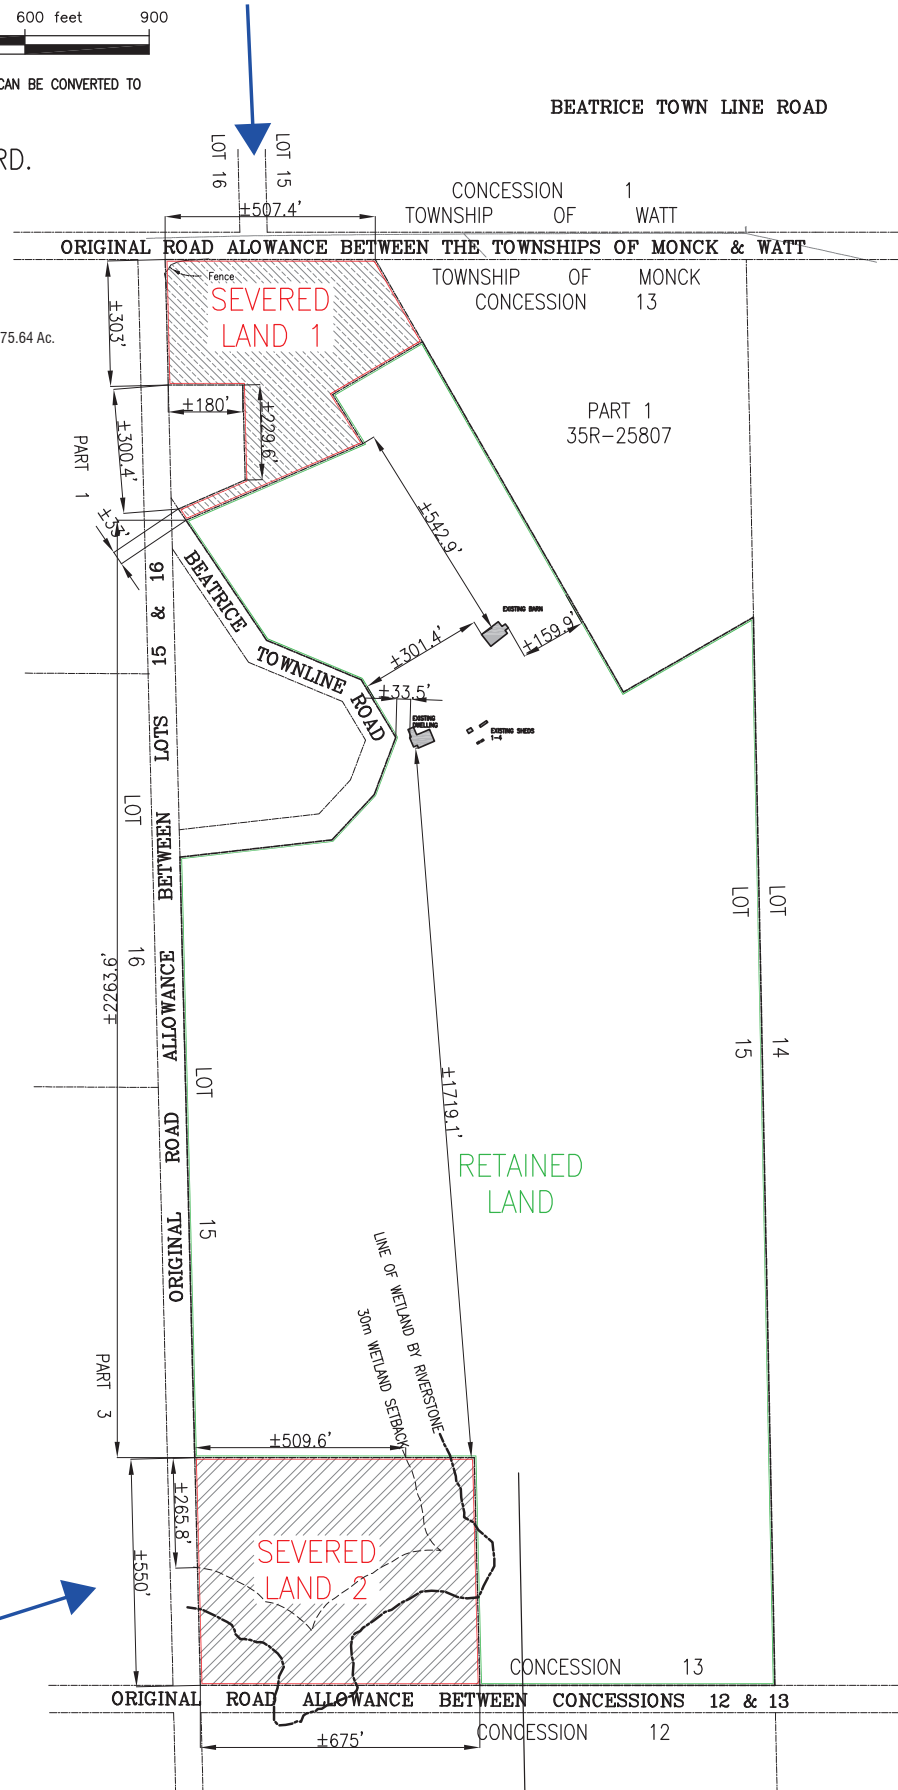 600 feet 900
CAN BE CONVERTED TO
BEATRICE TOWN LINE ROAD
RD.
LOT 16
LOT 15
CONCESSION 1
TOWNSHIP OF WATT
±507.4'
ORIGINAL ROAD ALOWANCE BETWEEN THE TOWNSHIPS OF MONCK & WATT
TOWNSHIP OF MONCK
CONCESSION 13
Fence
SEVERED
LAND 1
±303'
75.64 Ac.
±180'
±229.6'
±300.4'
PART 1
35R-25807
PART 1
±33'
±542.9'
BEATRICE TOWNLINE ROAD
EXISTING BARN
±159.9'
±301.4'
±33.5'
EXISTING
DWELLING
EXISTING SHEDS
1-4
ORIGINAL ROAD ALLOWANCE BETWEEN LOTS 15 & 16
LOT 16
±2263.6'
LOT 15
LOT 15
LOT 14
±1719.1'
RETAINED
LAND
LINE OF WETLAND BY RIVERSTONE
30m WETLAND SETBACK
PART 3
±509.6'
±265.8'
±550'
SEVERED
LAND 2
CONCESSION 13
ORIGINAL ROAD ALLOWANCE BETWEEN CONCESSIONS 12 & 13
CONCESSION 12
±675'